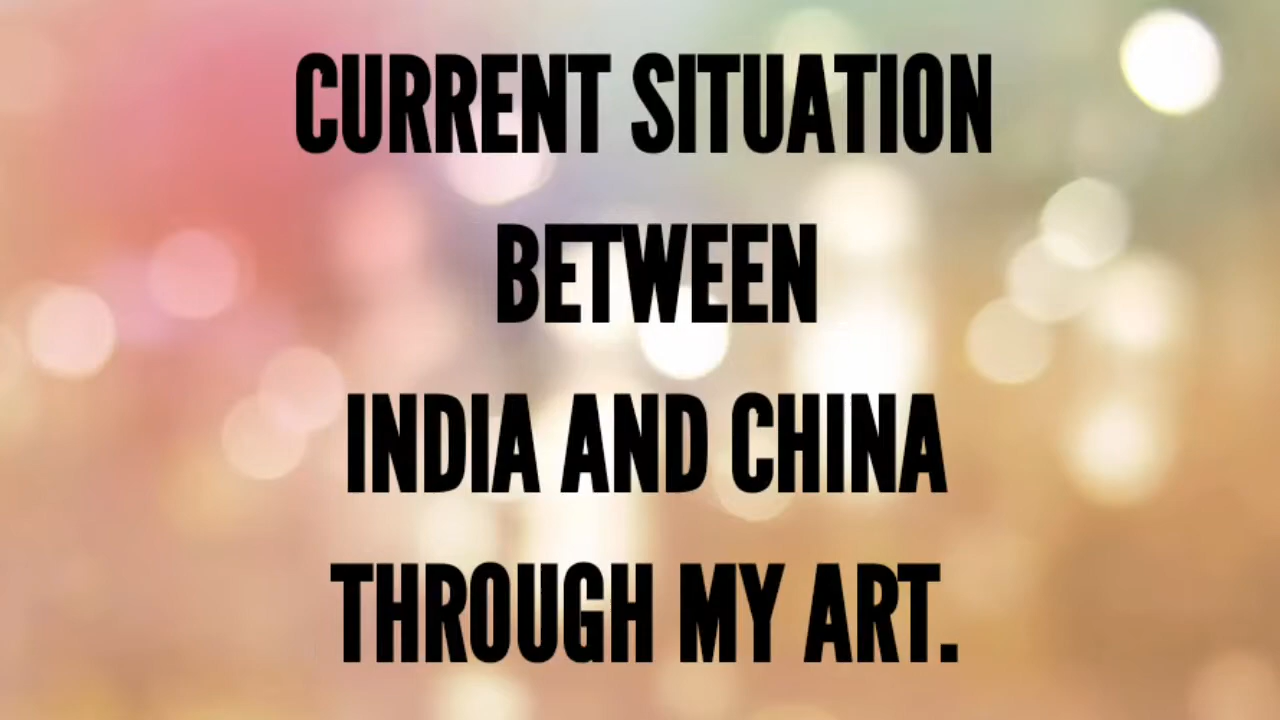 CURRENT SITUATION
BETWEEN
INDIA AND CHINA
THROUGH MY ART.